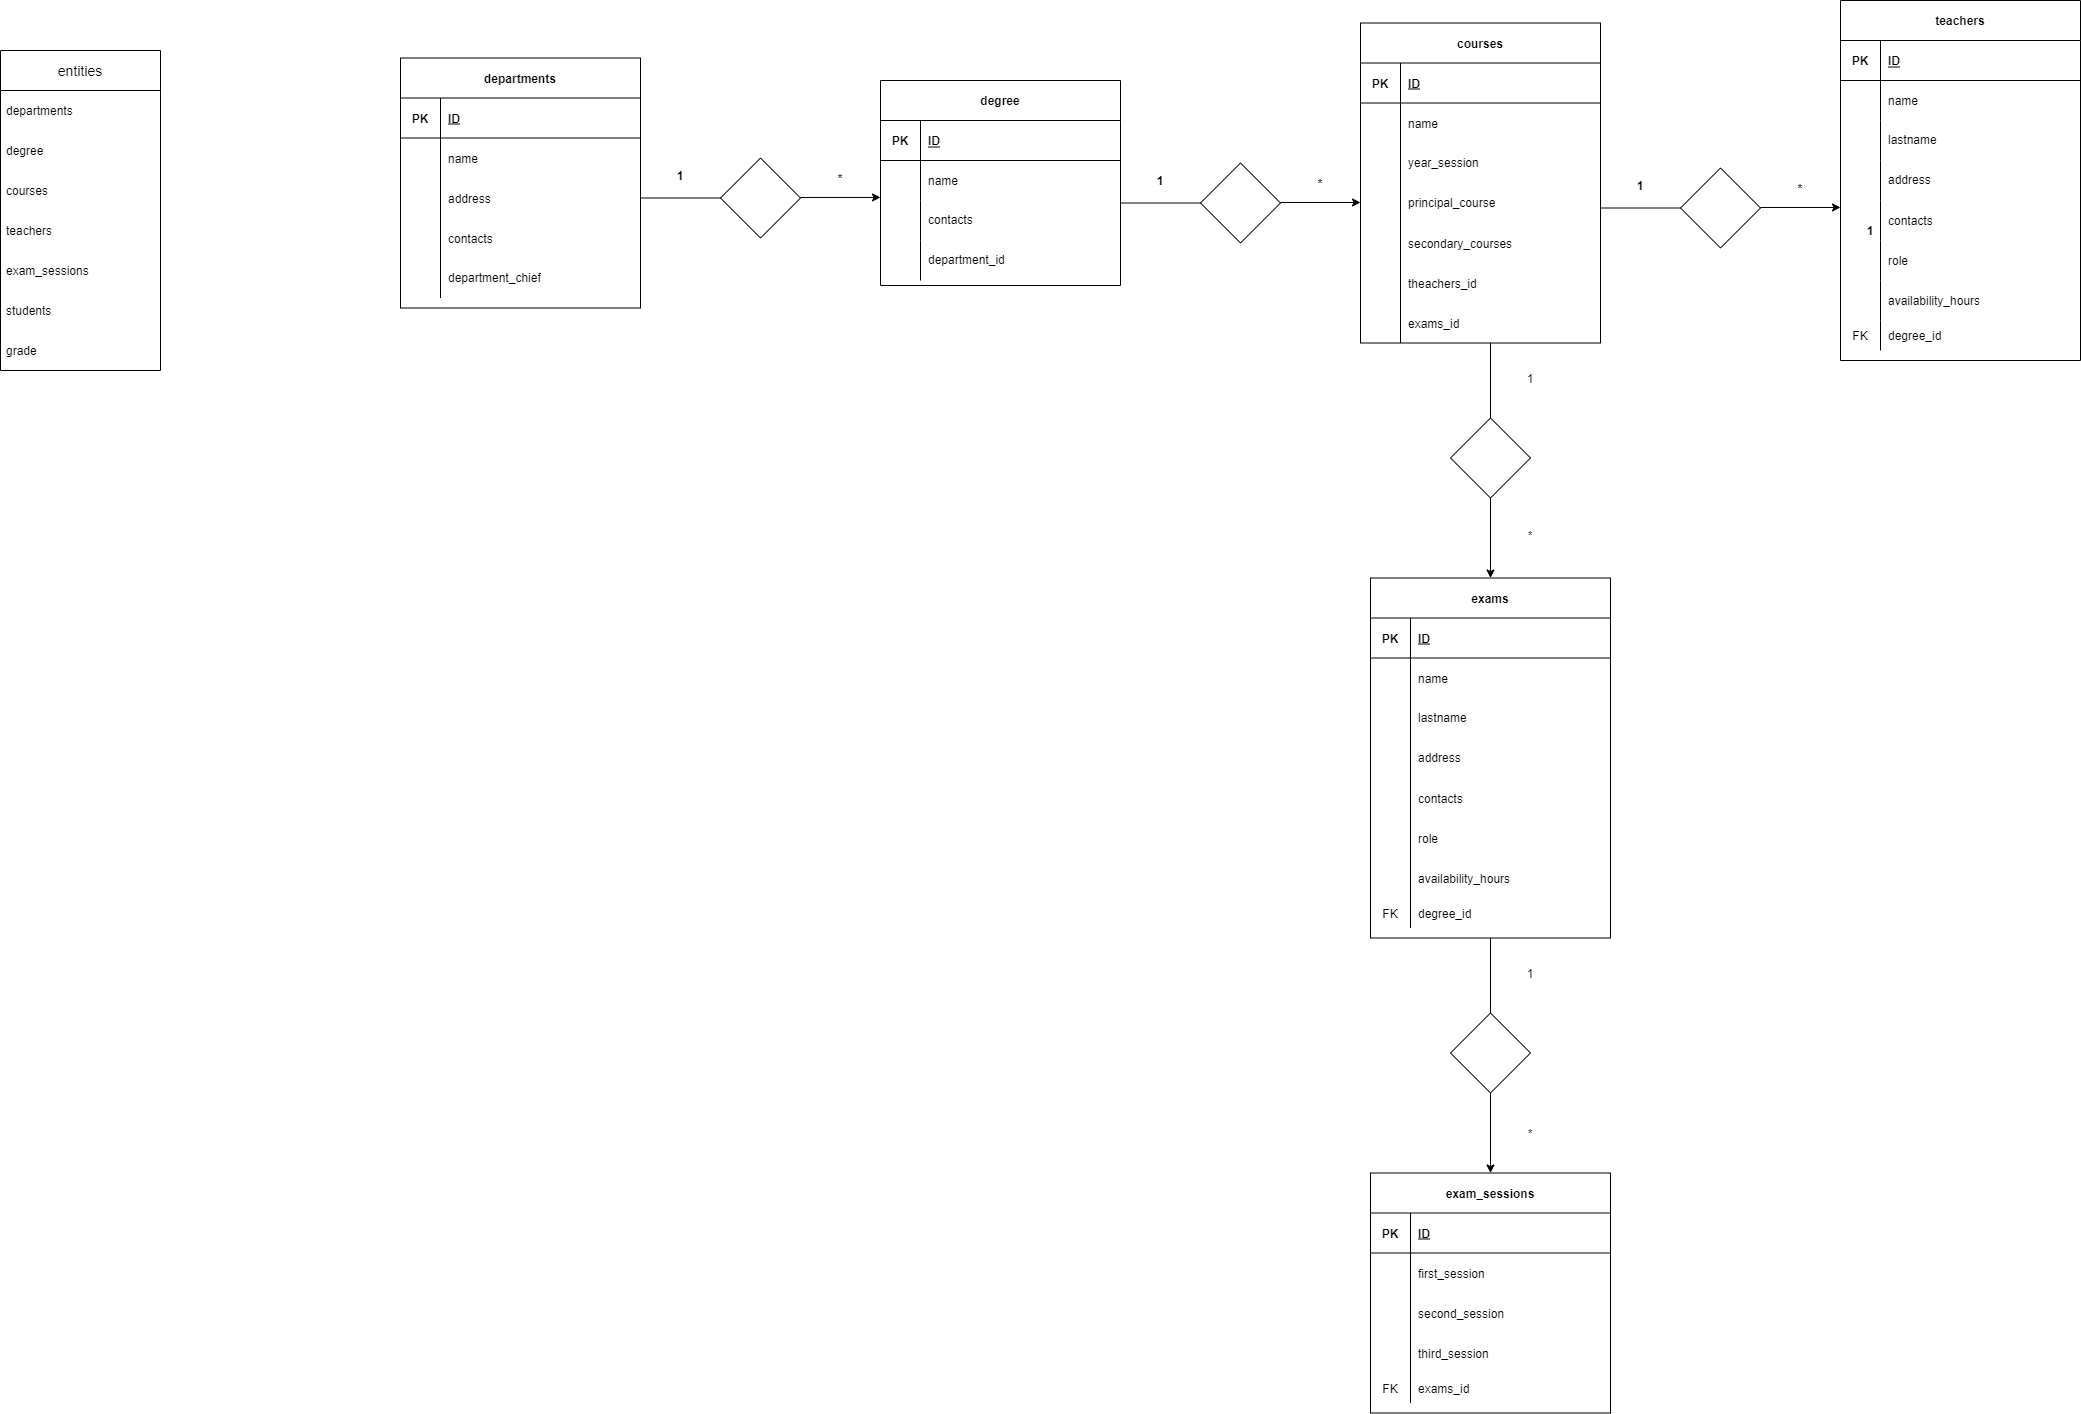 entities
departments
degree
courses
teachers
exam_sessions
students
grade
departments
PK ID
name
address
contacts
department_chief
1
*
degree
PK ID
name
contacts
department_id
1
*
courses
PK ID
name
year_session
principal_course
secondary_courses
theachers_id
exams_id
1
*
teachers
PK ID
name
lastname
address
contacts
1
role
availability_hours
FK degree_id
1
*
exams
PK ID
name
lastname
address
contacts
role
availability_hours
FK degree_id
1
*
exam_sessions
PK ID
first_session
second_session
third_session
FK exams_id